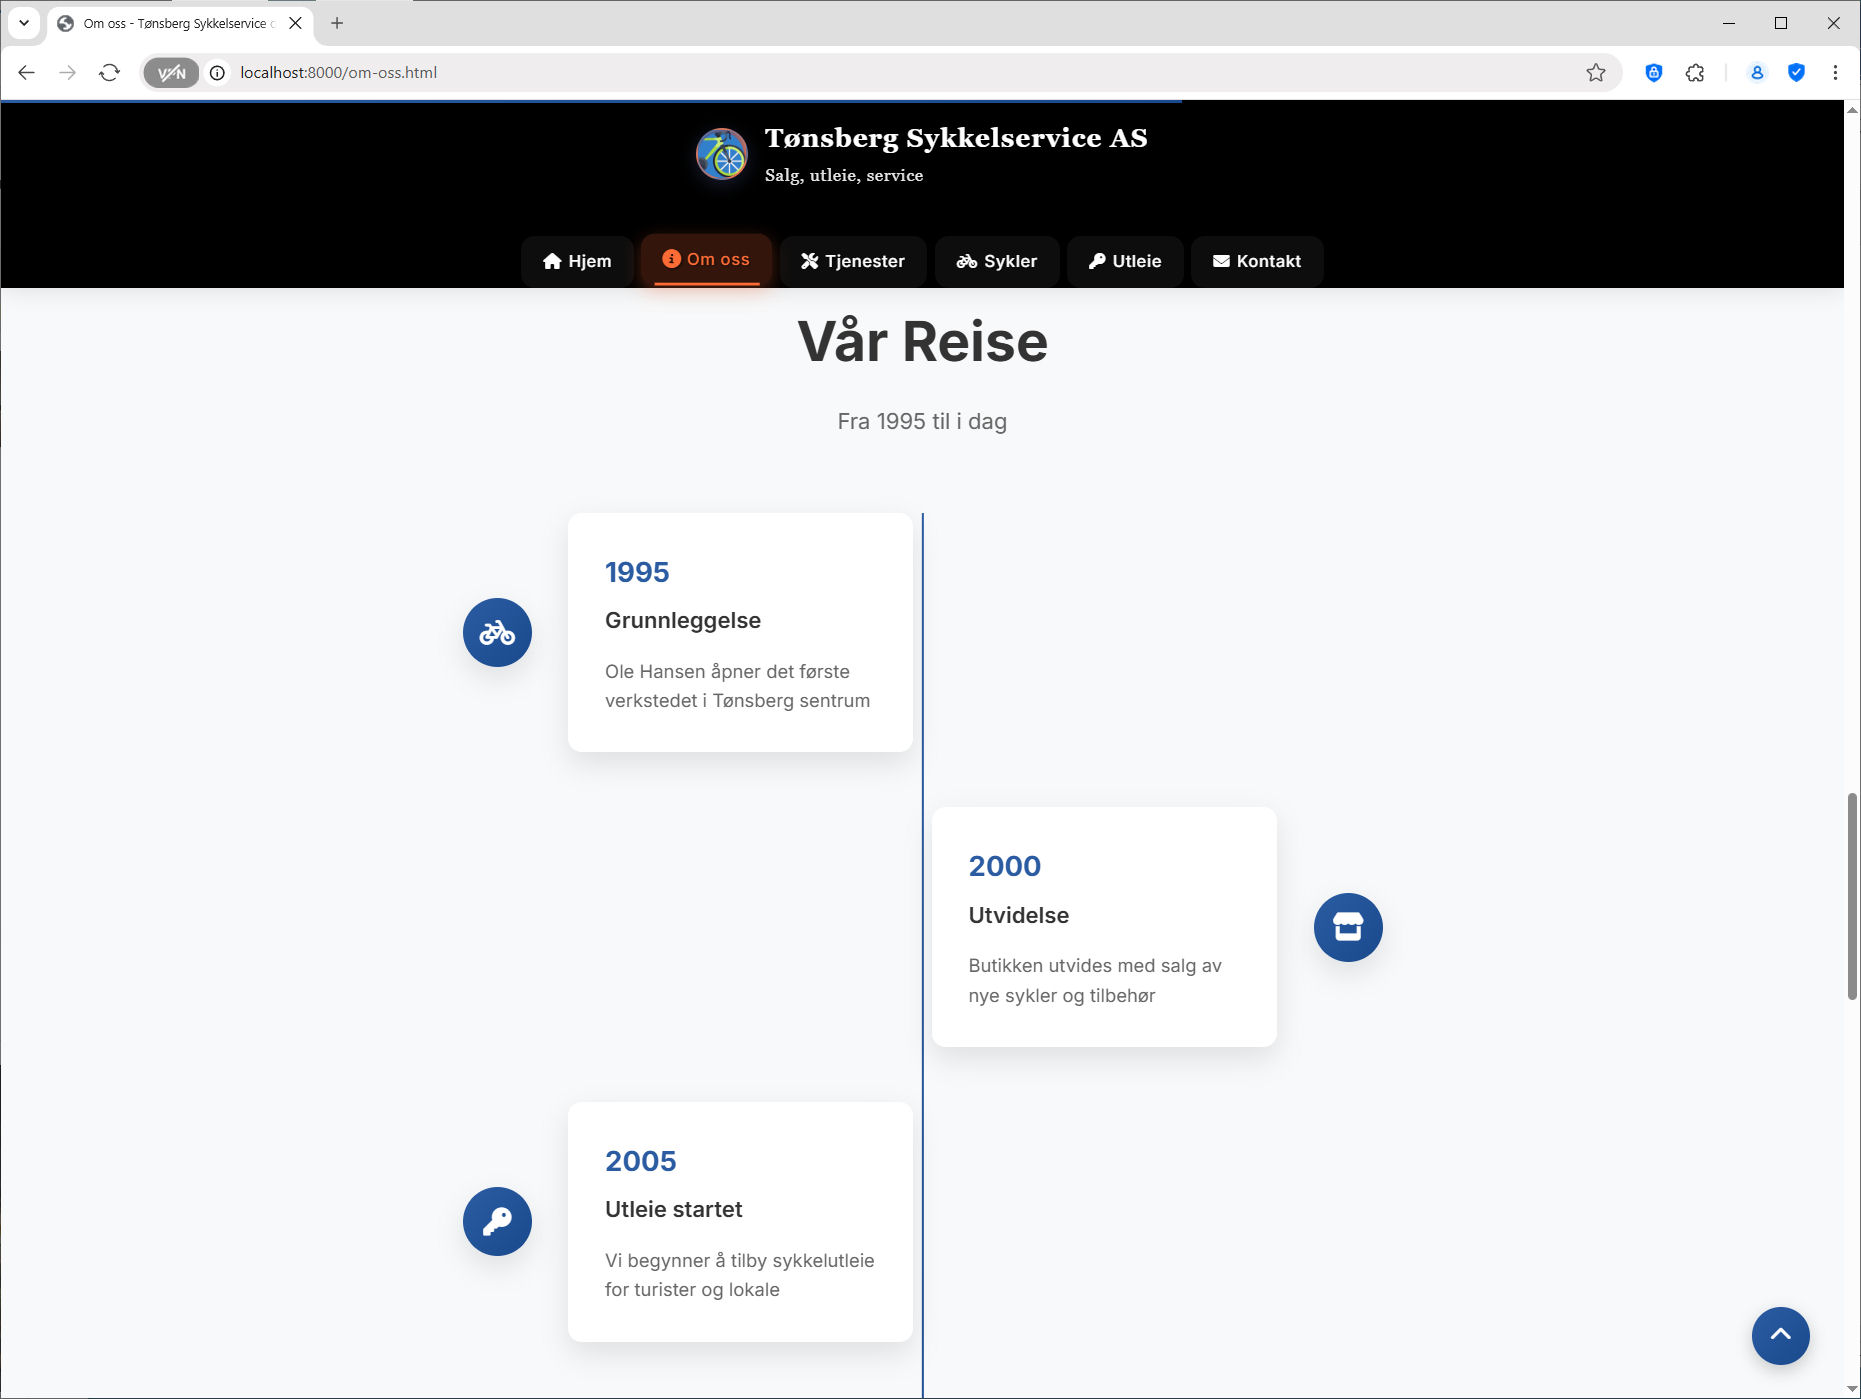 Om oss - Tønsberg Sykkelservice
VPN
localhost:8000/om-oss.html
Tønsberg Sykkelservice AS
Salg, utleie, service
Hjem
Om oss
Tjenester
Sykler
Utleie
Kontakt
Vår Reise
Fra 1995 til i dag
1995
Grunnleggelse
Ole Hansen åpner det første
verkstedet i Tønsberg sentrum
2000
Utvidelse
Butikken utvides med salg av
nye sykler og tilbehør
2005
Utleie startet
Vi begynner å tilby sykkelutleie
for turister og lokale